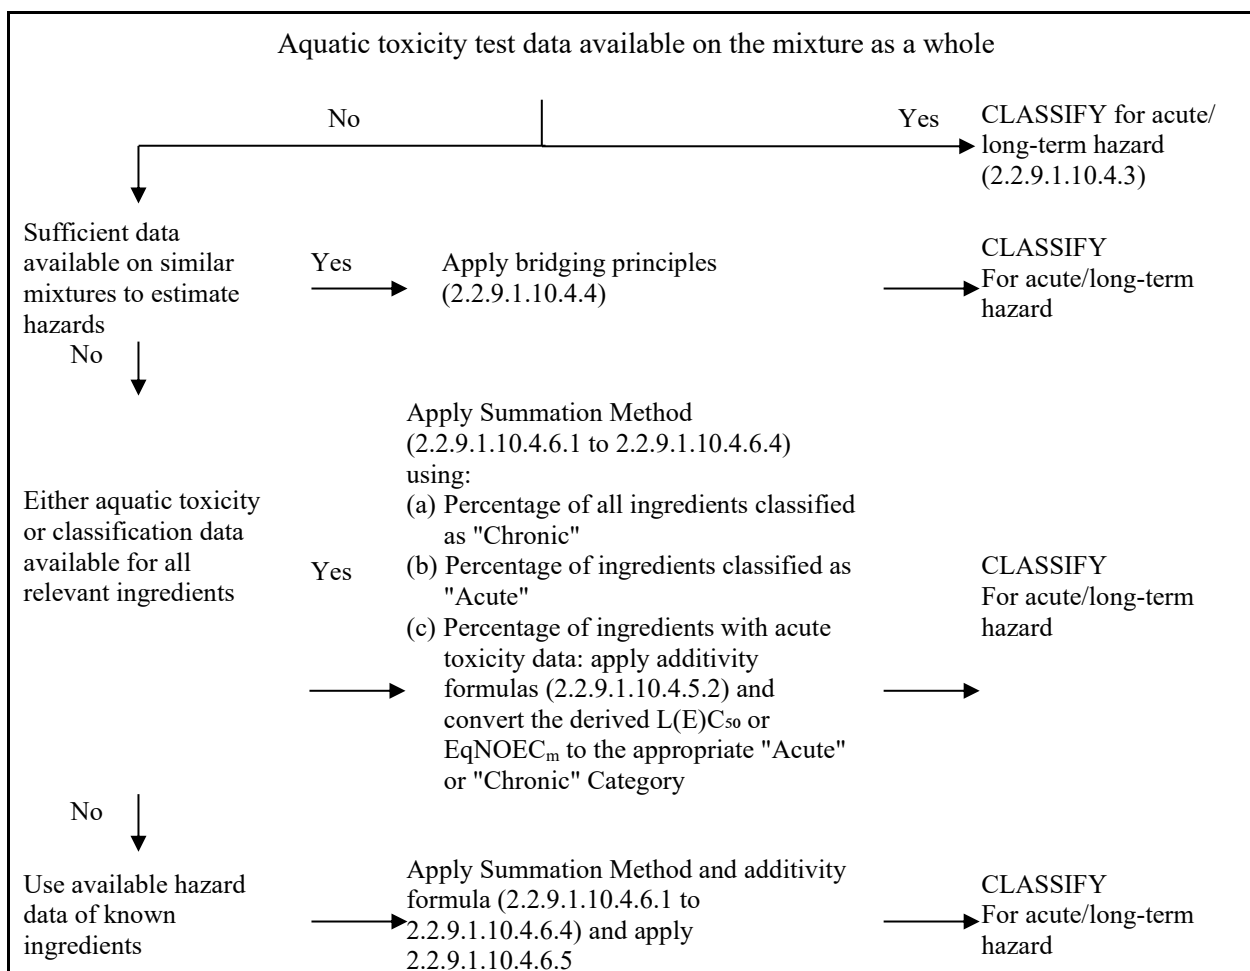 Aquatic toxicity test data available on the mixture as a whole
No
Yes
CLASSIFY for acute/
long-term hazard
(2.2.9.1.10.4.3)
Sufficient data
available on similar
mixtures to estimate
hazards
Yes
Apply bridging principles
(2.2.9.1.10.4.4)
CLASSIFY
For acute/long-term
hazard
No
Either aquatic toxicity
or classification data
available for all
relevant ingredients
Yes
Apply Summation Method
(2.2.9.1.10.4.6.1 to 2.2.9.1.10.4.6.4)
using:
(a) Percentage of all ingredients classified
as "Chronic"
(b) Percentage of ingredients classified as
"Acute"
(c) Percentage of ingredients with acute
toxicity data: apply additivity
formulas (2.2.9.1.10.4.5.2) and
convert the derived L(E)C₅₀ or
EqNOECₘ to the appropriate "Acute"
or "Chronic" Category
CLASSIFY
For acute/long-term
hazard
No
Use available hazard
data of known
ingredients
Apply Summation Method and additivity
formula (2.2.9.1.10.4.6.1 to
2.2.9.1.10.4.6.4) and apply
2.2.9.1.10.4.6.5
CLASSIFY
For acute/long-term
hazard